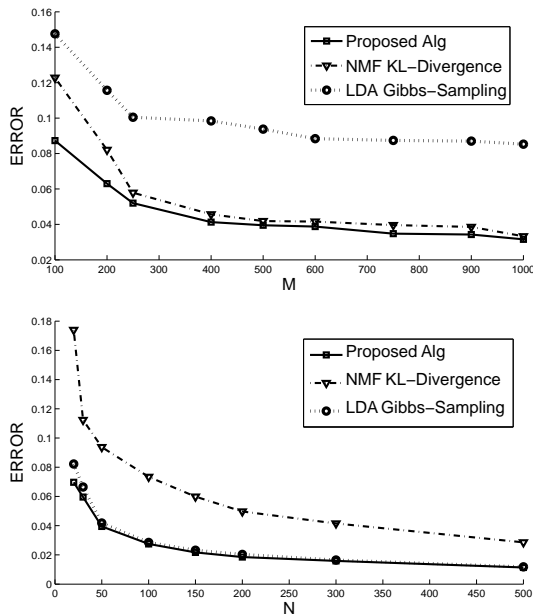 0.16
0.14
0.12
0.1
0.08
0.06
0.04
0.02
ERROR
Proposed Alg
NMF KL–Divergence
LDA Gibbs–Sampling
100 200 300 400 500 600 700 800 900 1000
M
0.18
0.16
0.14
0.12
0.1
0.08
0.06
0.04
0.02
0
ERROR
Proposed Alg
NMF KL–Divergence
LDA Gibbs–Sampling
0 50 100 150 200 250 300 350 400 450 500
N